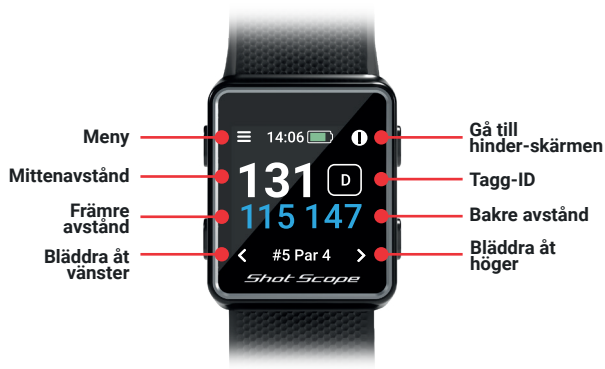 Meny
Mittenavstånd
Främre
avstånd
Bläddra åt
vänster
14:06
131 D
115 147
#5 Par 4
Shot Scope
Gå till
hinder-skärmen
Tagg-ID
Bakre avstånd
Bläddra åt
höger